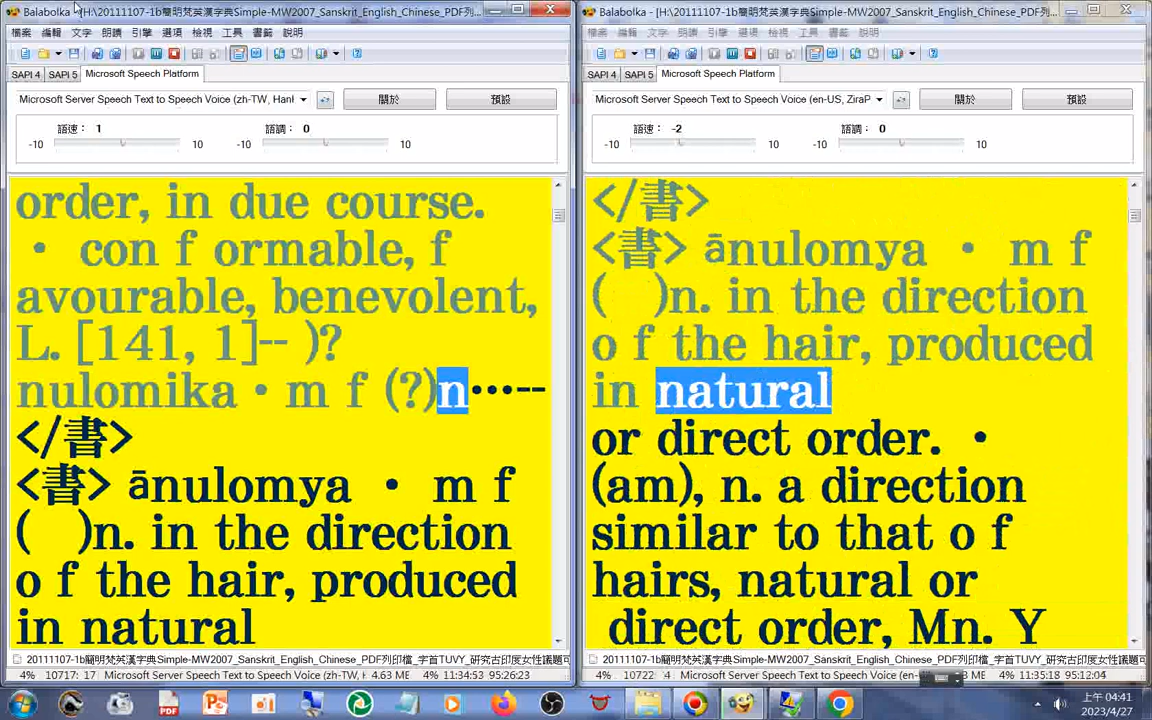 Balabolka - [H:\20111107-1b簡明梵英漢字典Simple-MW2007_Sanskrit_English_Chinese_PDF列...
檔案 編輯 文字 朗讀 引擎 選項 檢視 工具 書籤 說明
SAPI 4 SAPI 5 Microsoft Speech Platform
Microsoft Server Speech Text to Speech Voice (zh-TW, Hanl 關於 預設
語速： 1 語調： 0
-10 10 -10 10
order, in due course.
• con f ormable, f
avourable, benevolent,
L. [141, 1]-- )?
nulomika • m f (?)n•••--
</書>
<書> ānulomya • m f
( )n. in the direction
o f the hair, produced
in natural
20111107-1b簡明梵英漢字典Simple-MW2007_Sanskrit_English_Chinese_PDF列印檔_字首TUVY_研究古印度女性議題可
4% 10717: 17 Microsoft Server Speech Text to Speech Voice (zh-TW, H 4.63 ME 4% 11:34:53 95:26:23
Balabolka - [H:\20111107-1b簡明梵英漢字典Simple-MW2007_Sanskrit_English_Chinese_PDF列...
檔案 編輯 文字 朗讀 引擎 選項 檢視 工具 書籤 說明
SAPI 4 SAPI 5 Microsoft Speech Platform
Microsoft Server Speech Text to Speech Voice (en-US, ZiraP 關於 預設
語速： -2 語調： 0
-10 10 -10 10
</書>
<書> ānulomya • m f
( )n. in the direction
o f the hair, produced
in natural
or direct order. •
(am), n. a direction
similar to that o f
hairs, natural or
direct order, Mn. Y
20111107-1b簡明梵英漢字典Simple-MW2007_Sanskrit_English_Chinese_PDF列印檔_字首TUVY_研究古印度女性議題可
4% 10722 Microsoft Server Speech Text to Speech Voice (en-US, 4% 11:35:18 95:12:04
上午 04:41
2023/4/27